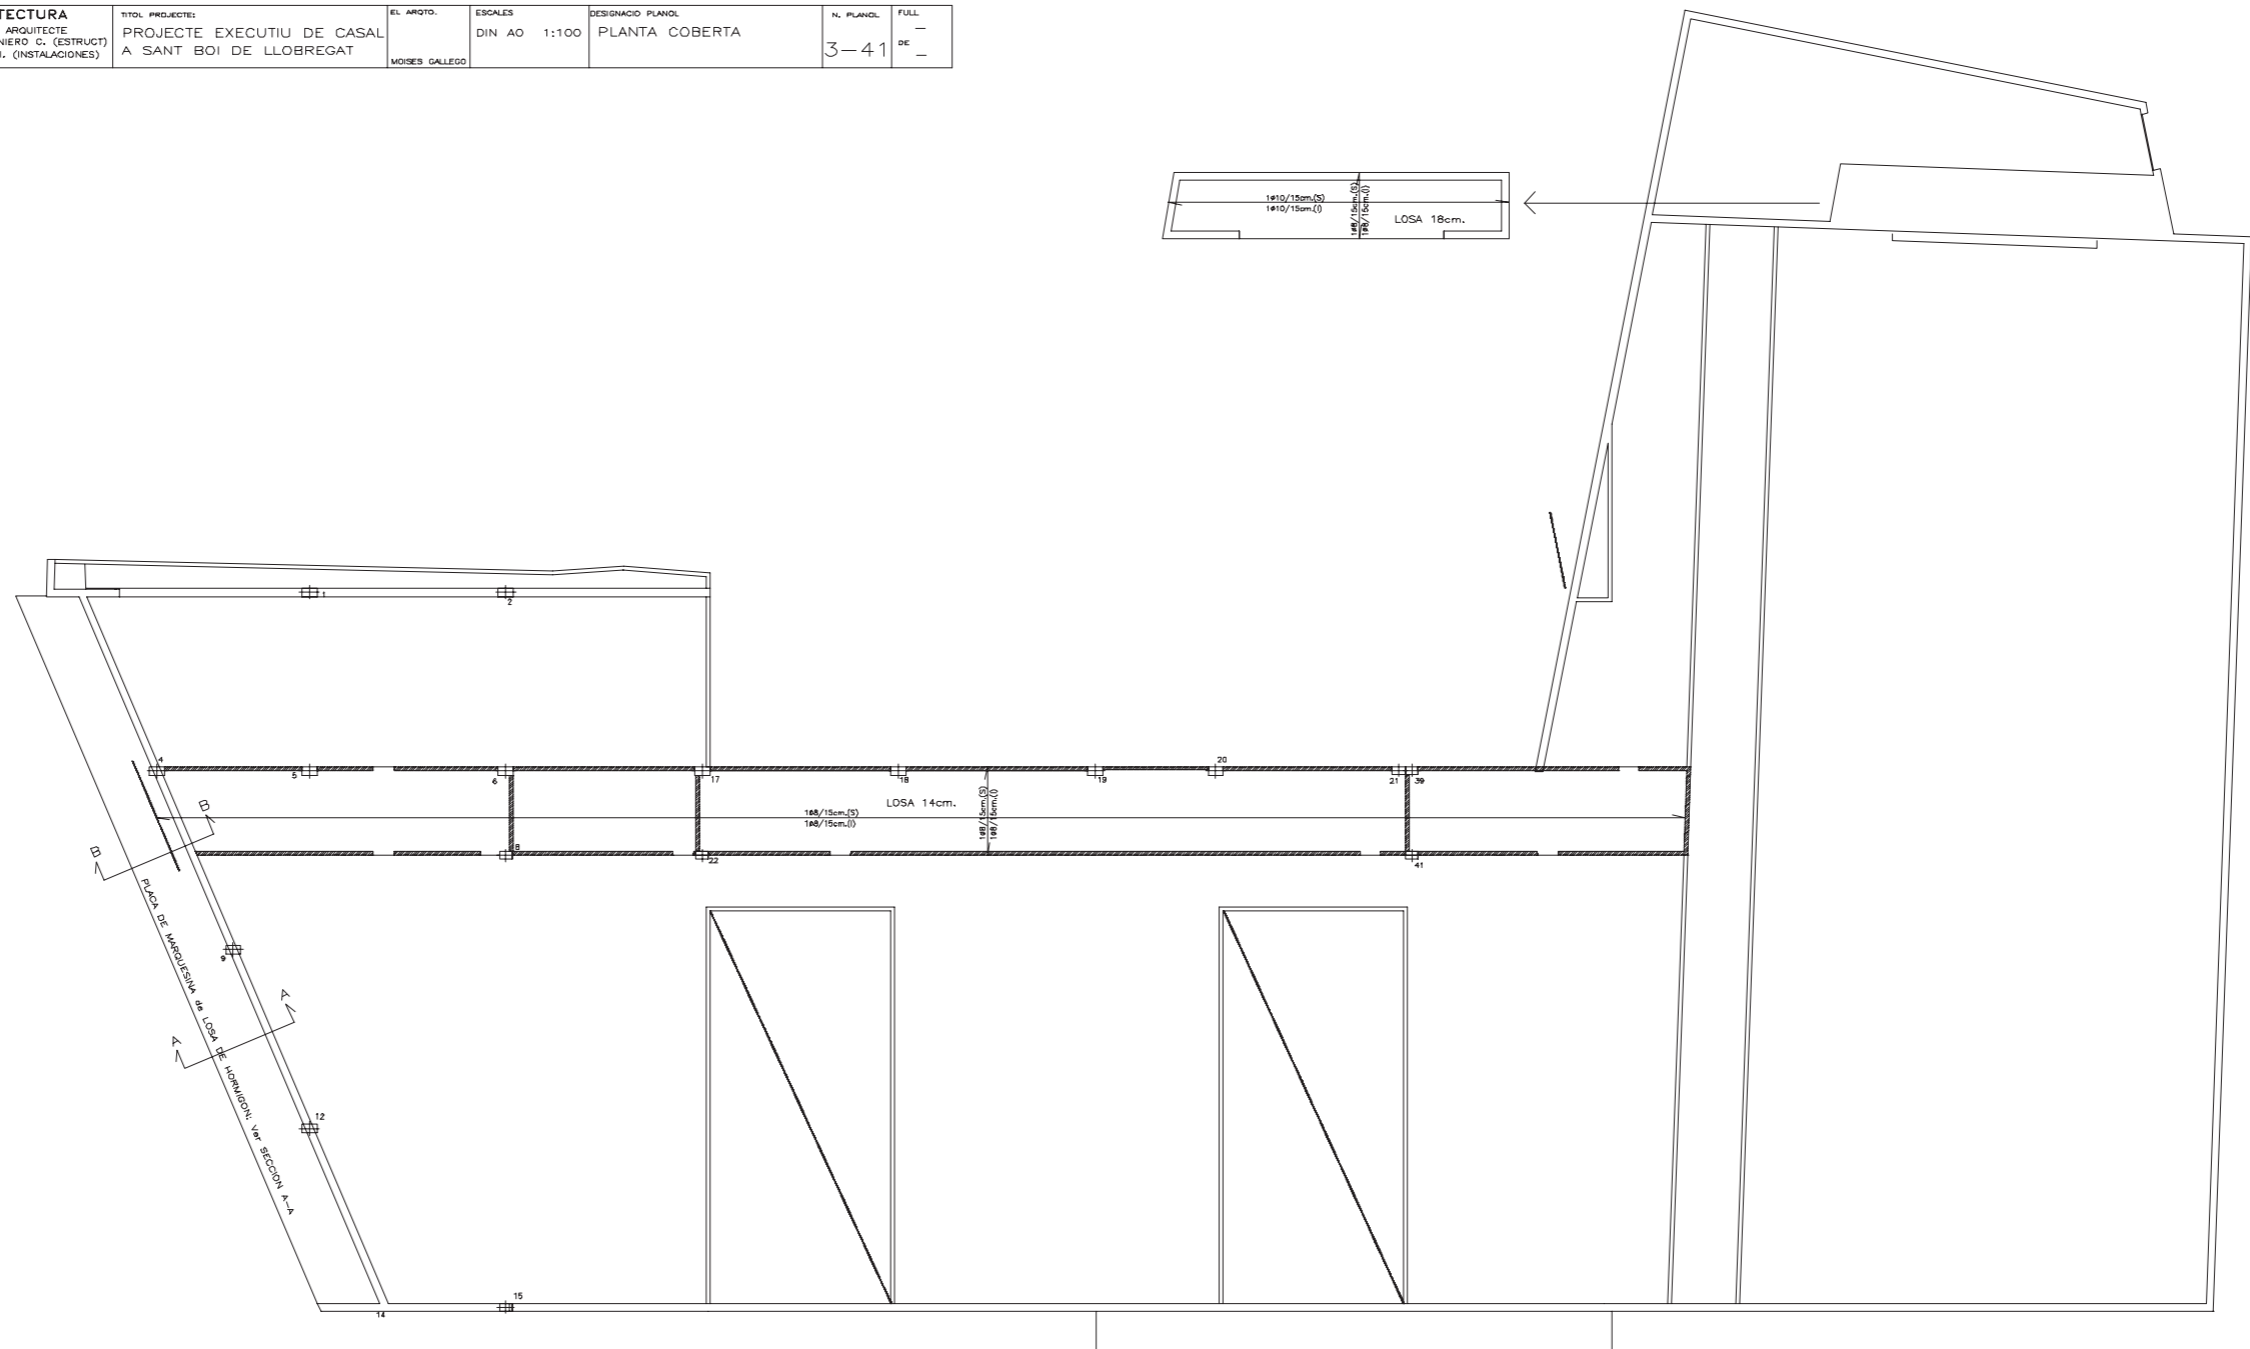 TECTURA
ARQUITECTE
NIERO C. (ESTRUCT)
. (INSTALACIONES)
TITOL PROJECTE:
PROJECTE EXECUTIU DE CASAL
A SANT BOI DE LLOBREGAT
EL ARQTO.
MOISES GALLEGO
ESCALES
DIN AO 1:100
DESIGNACIO PLANOL
PLANTA COBERTA
N. PLANOL
3-41
FULL
-
DE -
1ø10/15cm.(S)
1ø10/15cm.(I)
1ø8/15cm.(S)
1ø8/15cm.(I)
LOSA 18cm.
1
2
4
5
6
17
18
19
20
21
39
LOSA 14cm.
1ø8/15cm.(S)
1ø8/15cm.(I)
1ø8/15cm.(S)
1ø8/15cm.(I)
B
B
8
22
41
PLACA DE MARQUESINA de LOSA DE HORMIGON: Ver SECCION A-A
9
A
A
12
15
14